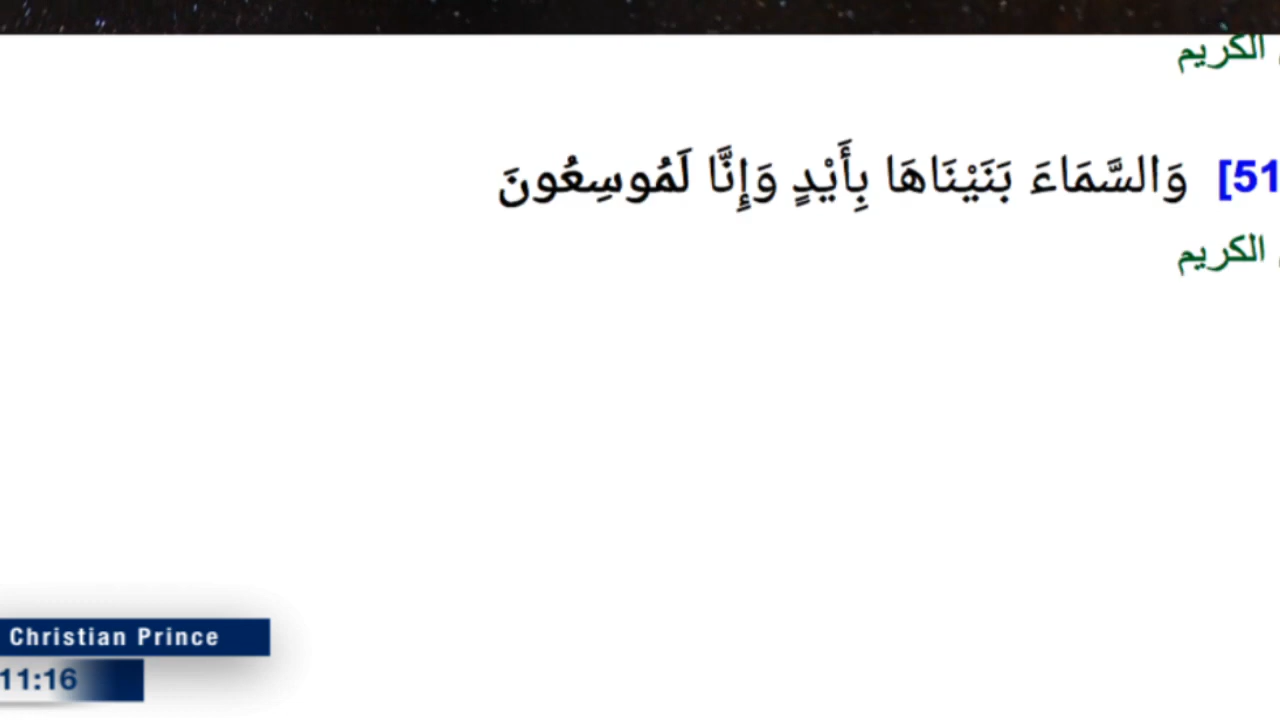 الكريم
[51 وَالسَّمَاءَ بَنَيْنَاهَا بِأَيْدٍ وَإِنَّا لَمُوسِعُونَ
الكريم
Christian Prince
11:16